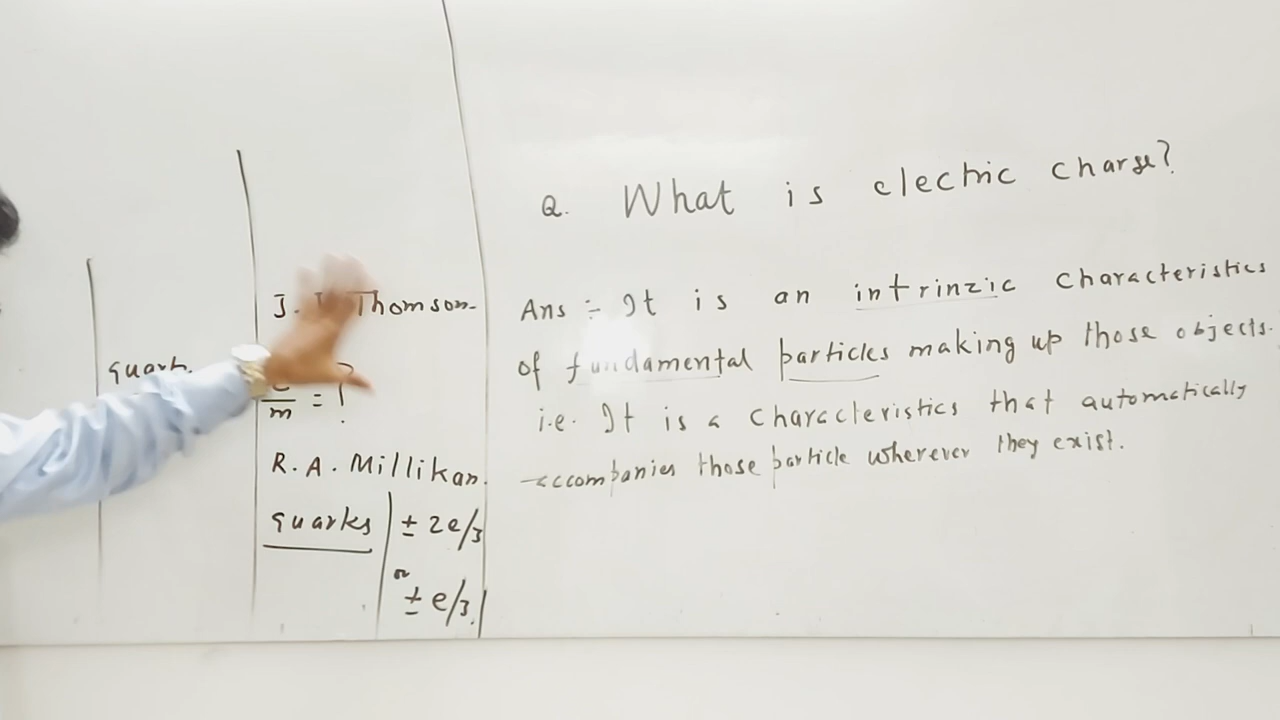 Q. What is electric charge?
Ans :- It is an intrinzic characteristics
of fundamental particles making up those objects.
i.e. It is a characteristics that automatically
accompanies those particle wherever they exist.
quark
J. Thomson
m = ?
R.A. Millikan.
quarks ± 2e/3
or
± e/3